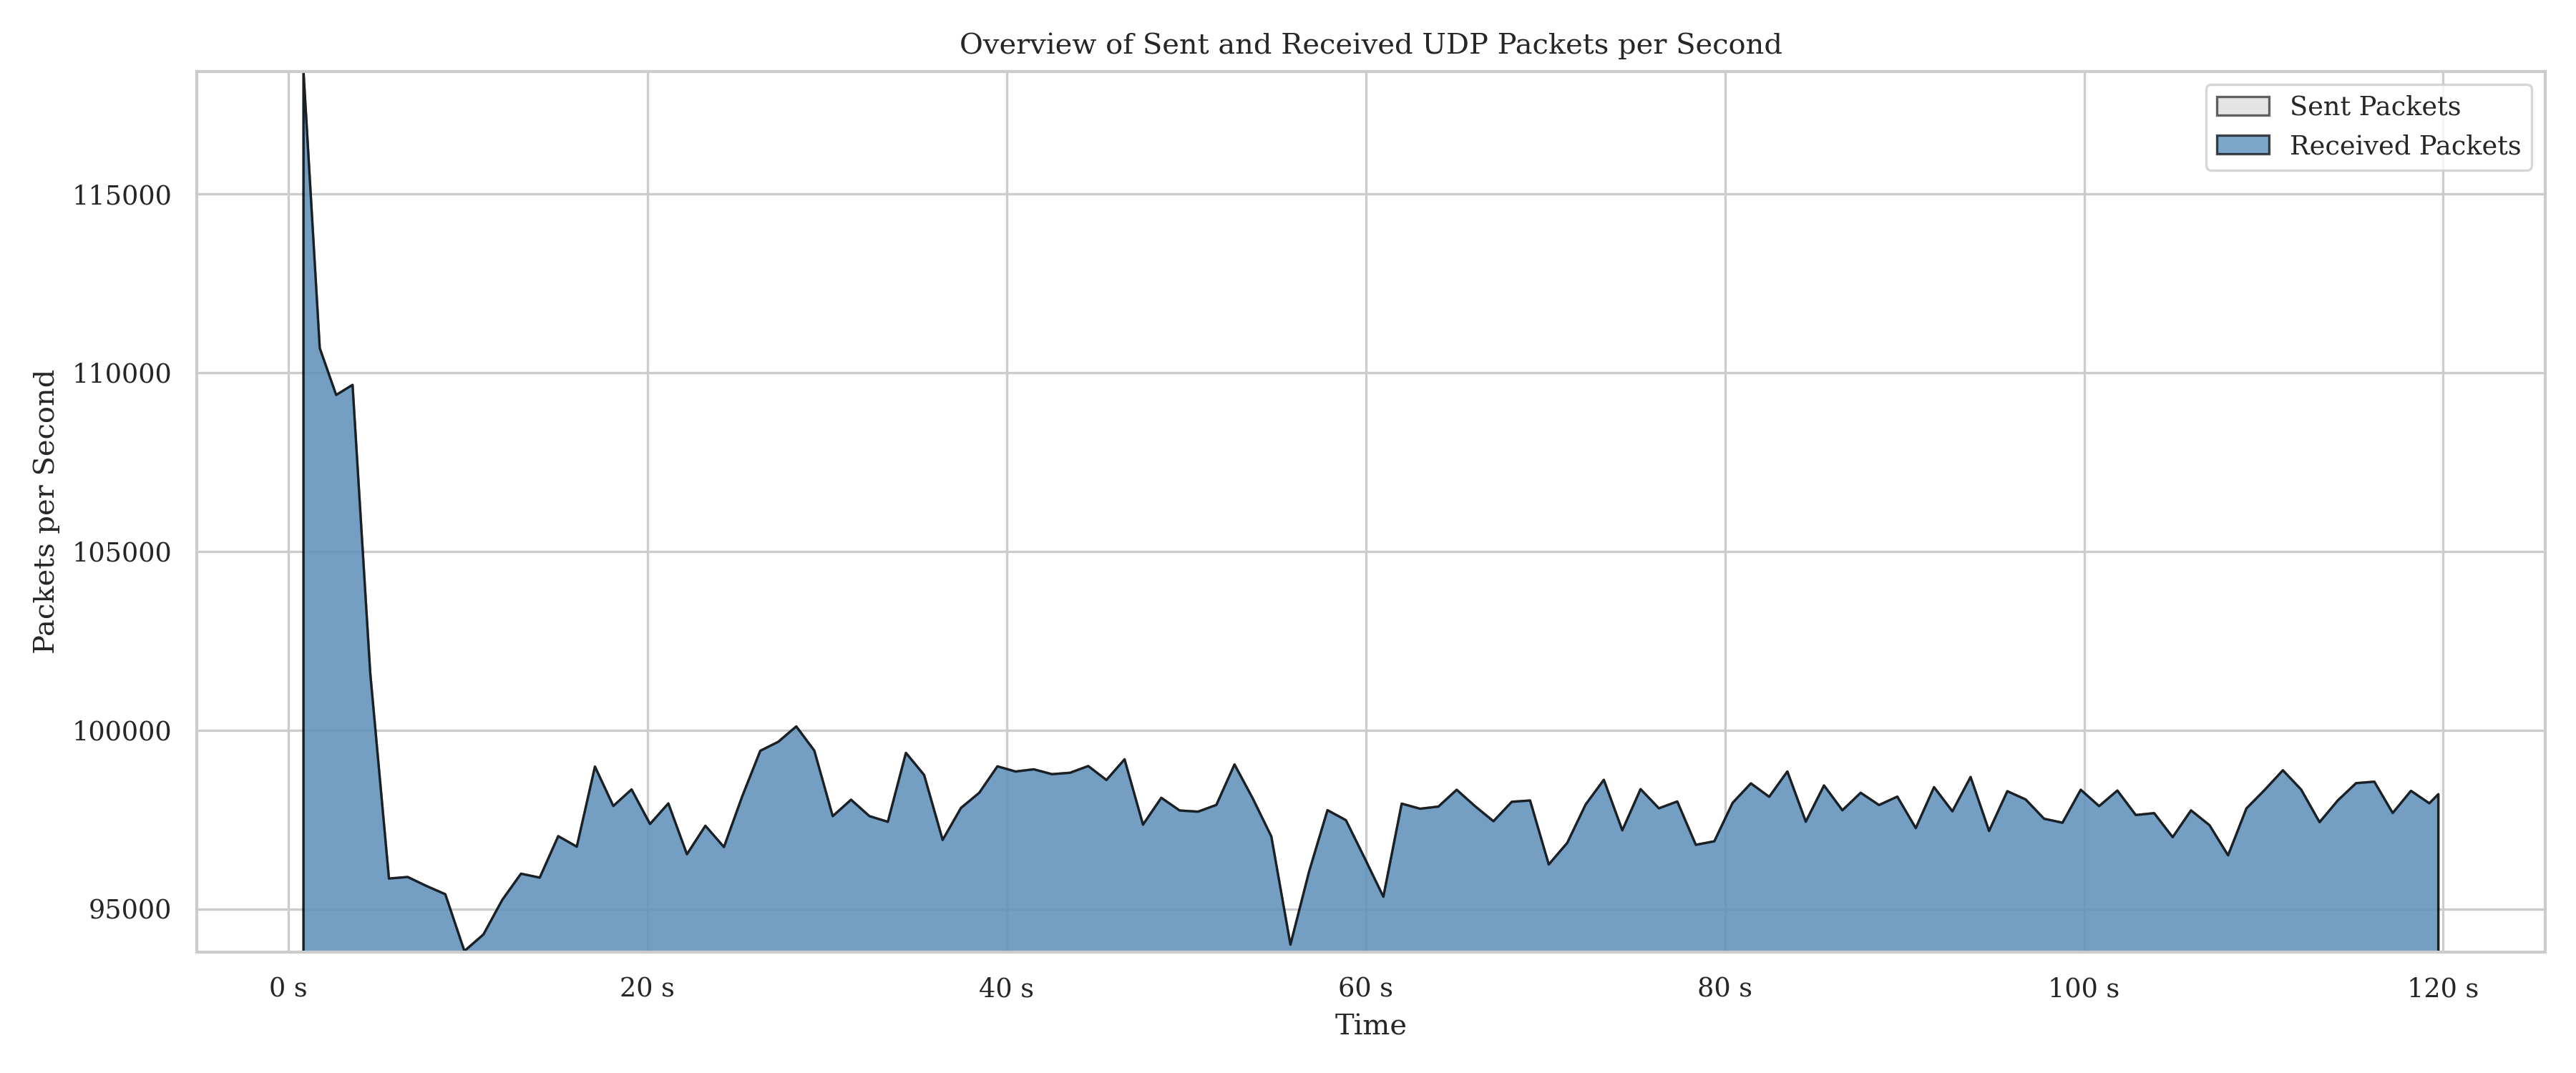 Overview of Sent and Received UDP Packets per Second
Sent Packets
Received Packets
Packets per Second
115000
110000
105000
100000
95000
0 s
20 s
40 s
60 s
80 s
100 s
120 s
Time